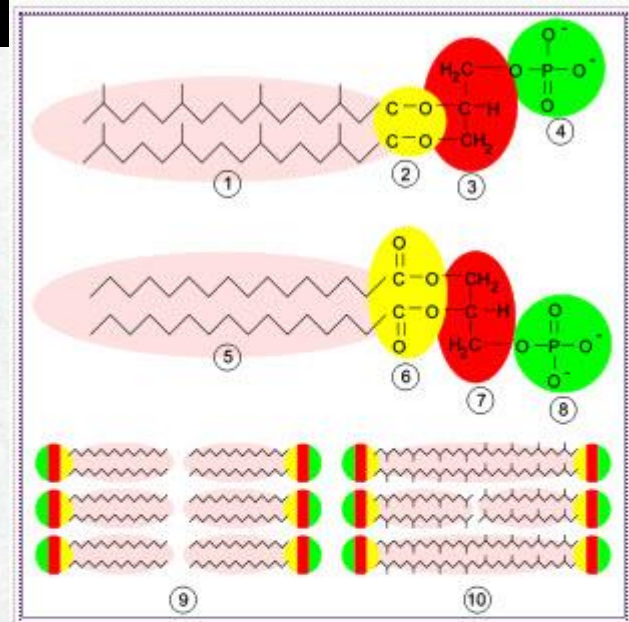 O⁻
H₂C—O—P—O⁻
C—O—C—H O
C—O—CH₂
1 2 3 4
O
C—O—CH₂
C—O—C—H O
O H₂C—O—P—O⁻
O⁻
5 6 7 8
9 10